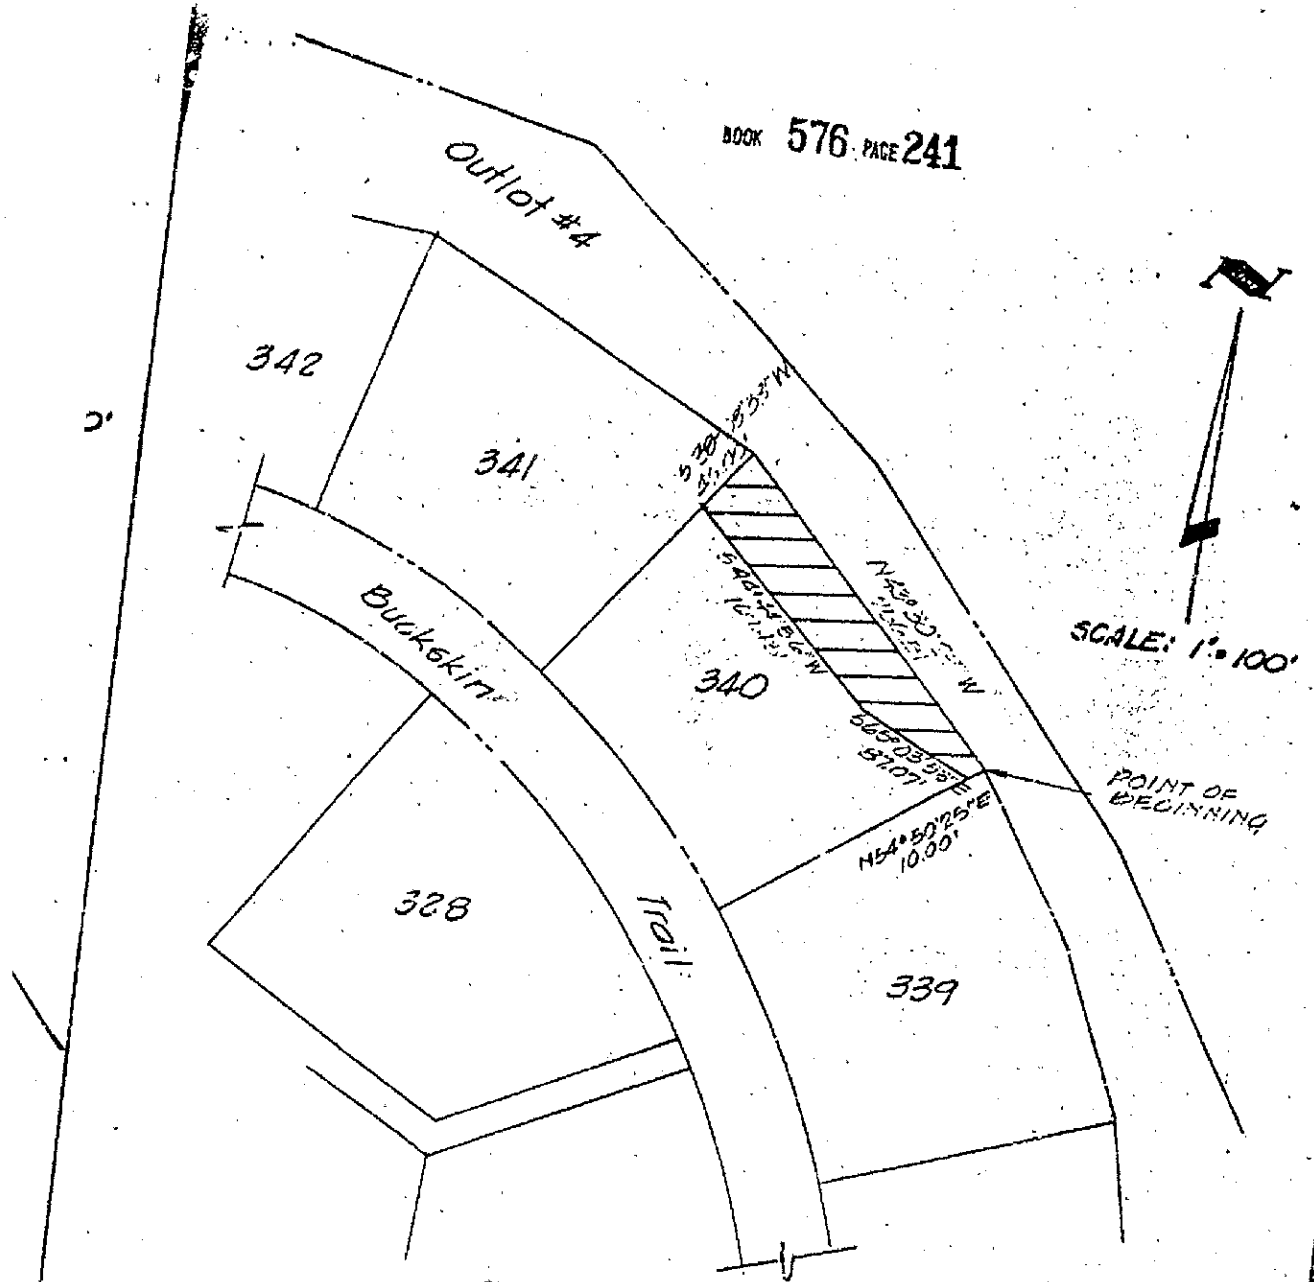 BOOK 576 PAGE 241
Outlot #4
342
341
SCALE: 1"=100'
Buckskin
340
S65°03'58"E
87.07'
POINT OF
BEGINNING
N54°50'25"E
10.00'
328
Trail
339